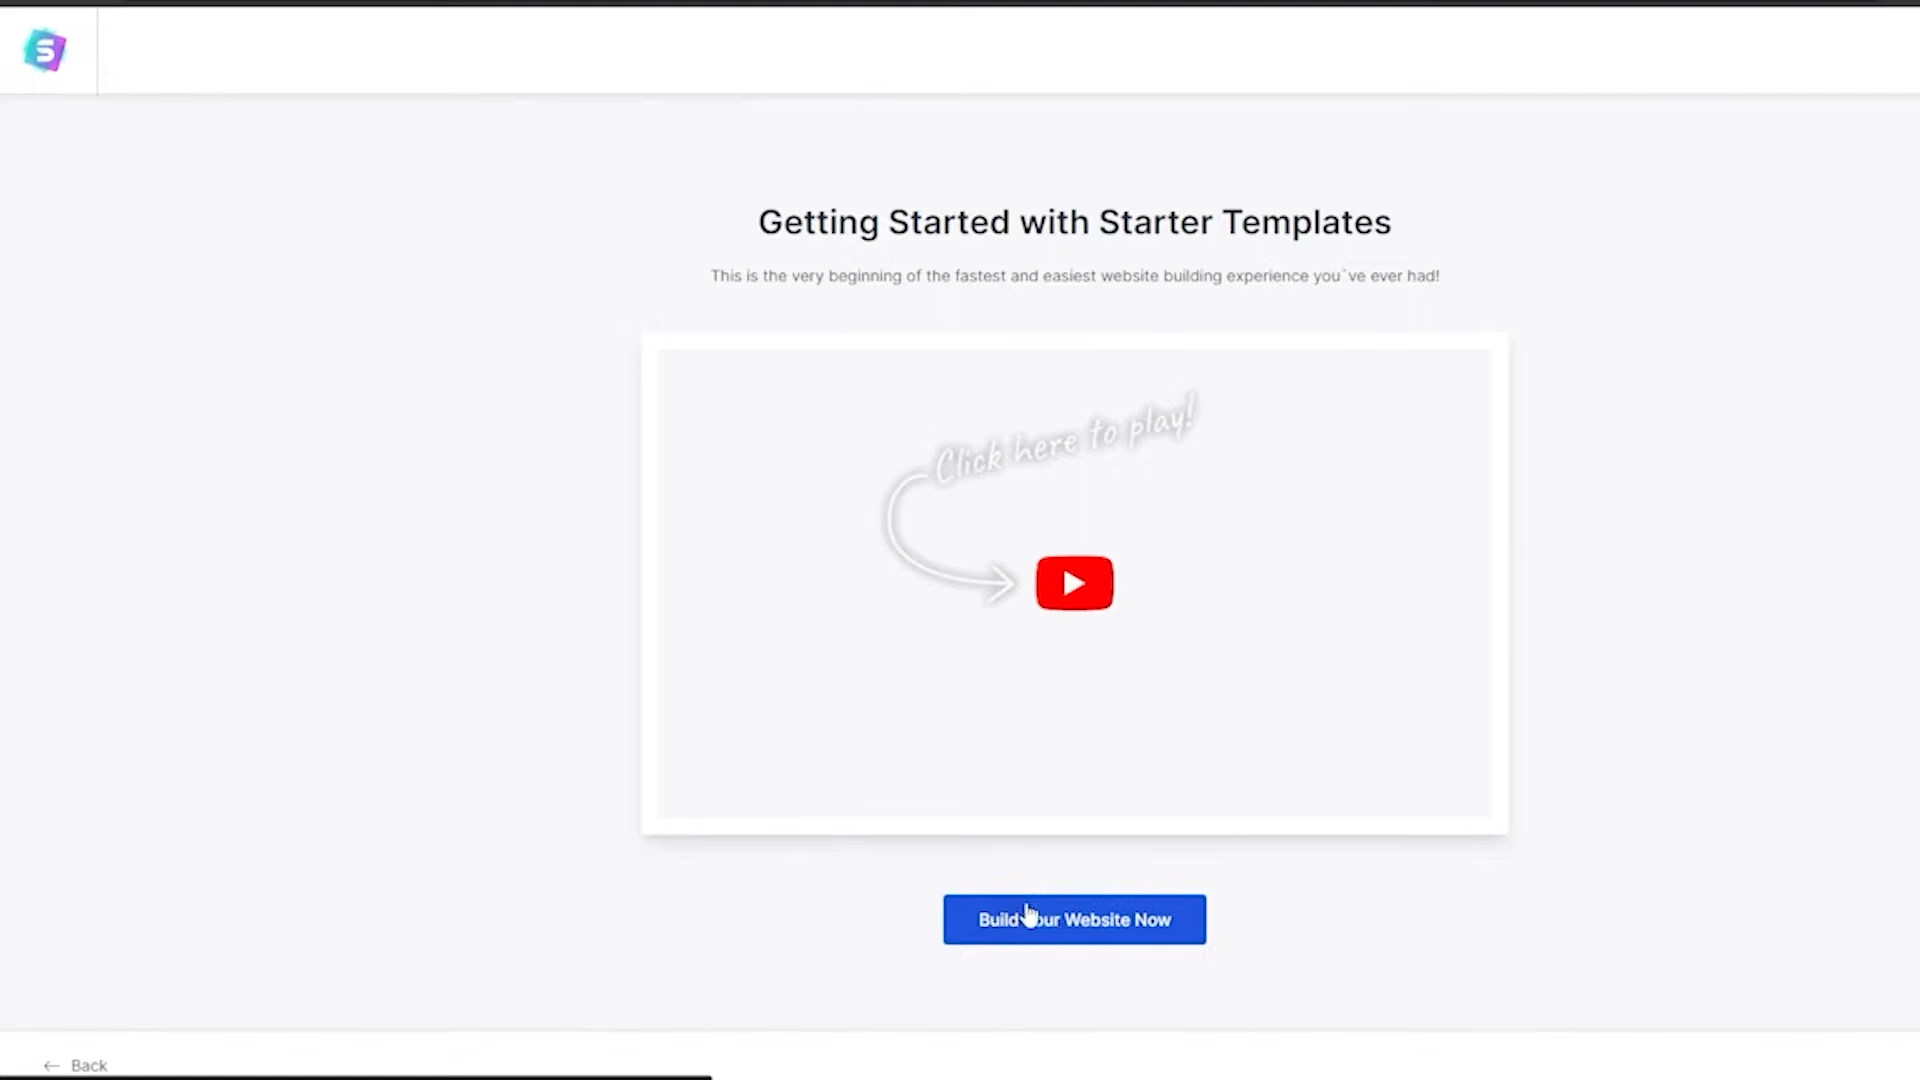 S
Getting Started with Starter Templates
This is the very beginning of the fastest and easiest website building experience you`ve ever had!
Click here to play!
Build Your Website Now
← Back